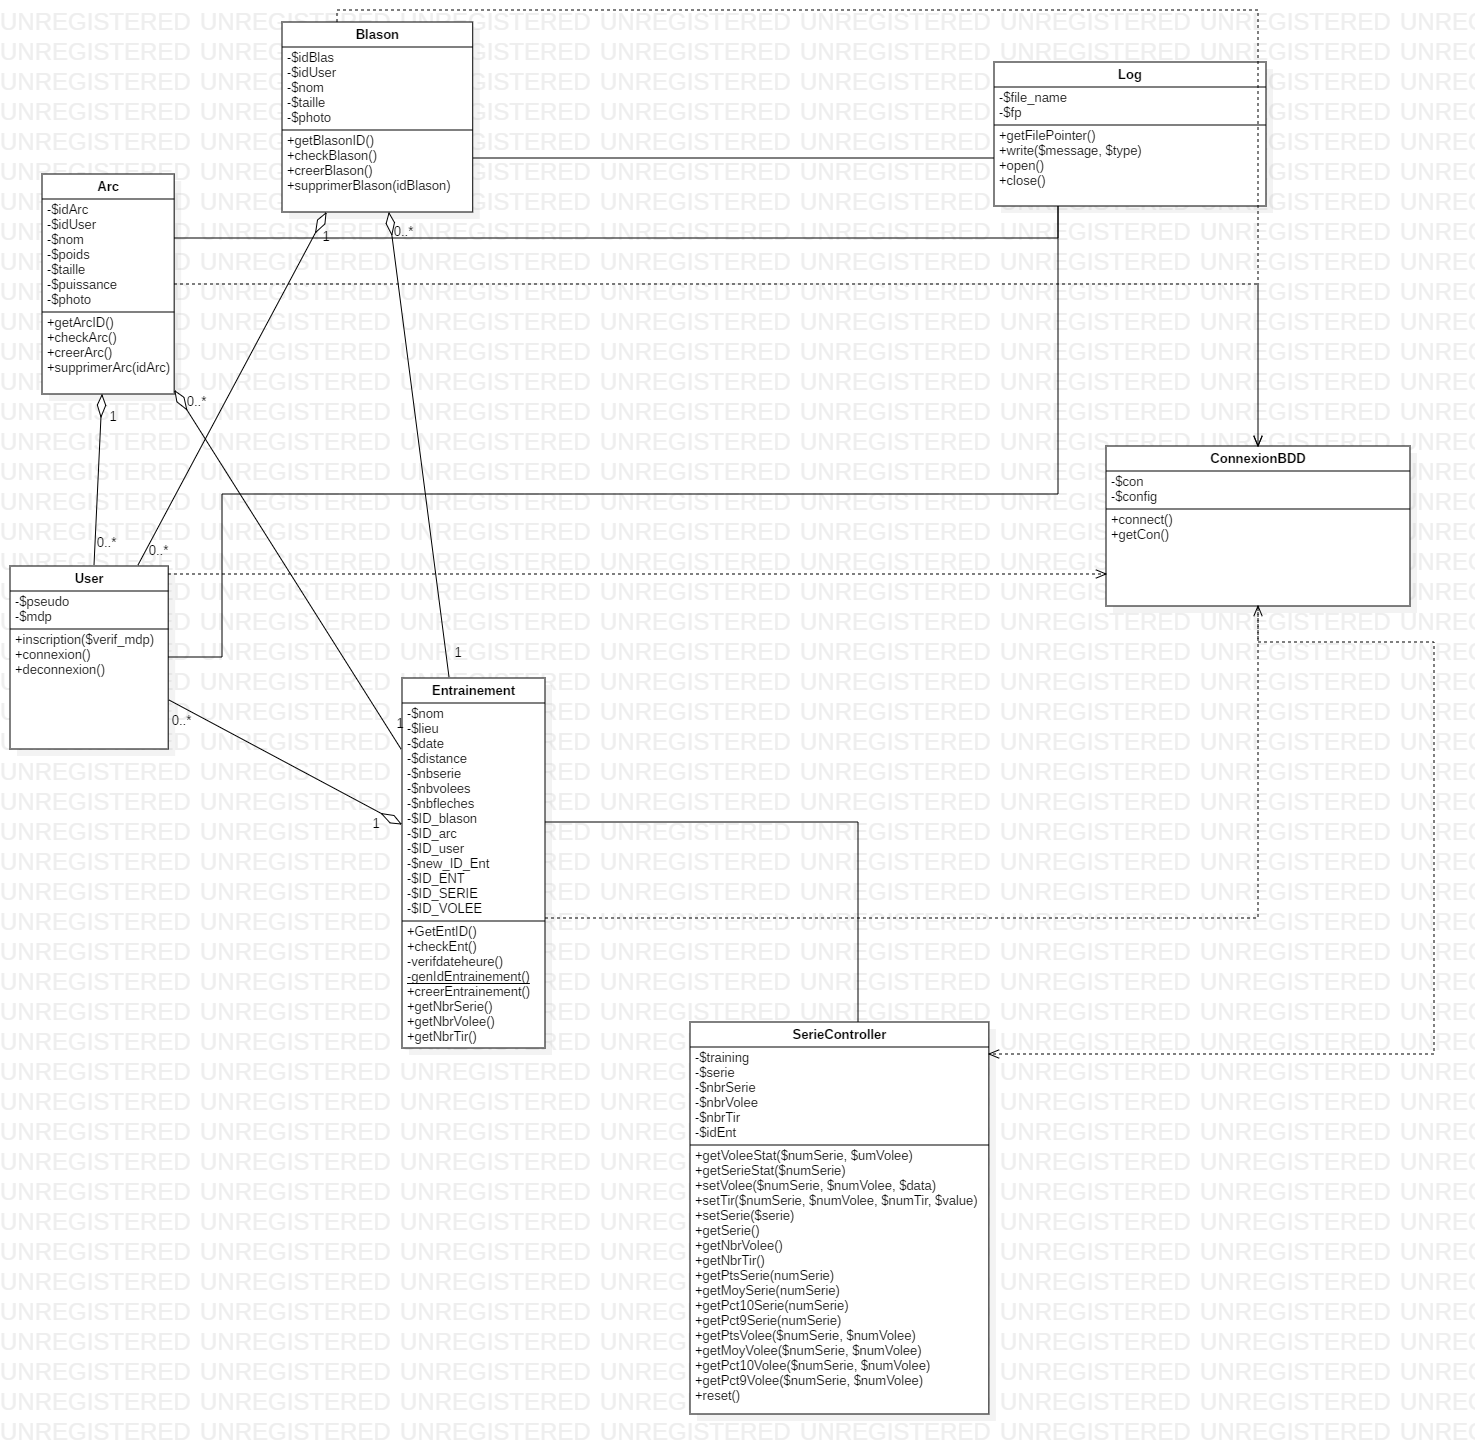 Blason
-$idBlas
-$idUser
-$nom
-$taille
-$photo
+getBlasonID()
+checkBlason()
+creerBlason()
+supprimerBlason(idBlason)
Log
-$file_name
-$fp
+getFilePointer()
+write($message, $type)
+open()
+close()
Arc
-$idArc
-$idUser
-$nom
-$poids
-$taille
-$puissance
-$photo
+getArcID()
+checkArc()
+creerArc()
+supprimerArc(idArc)
1
0..*
0..*
1
0..*
0..*
ConnexionBDD
-$con
-$config
+connect()
+getCon()
User
-$pseudo
-$mdp
+inscription($verif_mdp)
+connexion()
+deconnexion()
1
0..*
1
1
Entrainement
-$nom
-$lieu
-$date
-$distance
-$nbserie
-$nbvolees
-$nbfleches
-$ID_blason
-$ID_arc
-$ID_user
-$new_ID_Ent
-$ID_ENT
-$ID_SERIE
-$ID_VOLEE
+GetEntID()
+checkEnt()
-verifdateheure()
-genIdEntrainement()
+creerEntrainement()
+getNbrSerie()
+getNbrVolee()
+getNbrTir()
SerieController
-$training
-$serie
-$nbrSerie
-$nbrVolee
-$nbrTir
-$idEnt
+getVoleeStat($numSerie, $umVolee)
+getSerieStat($numSerie)
+setVolee($numSerie, $numVolee, $data)
+setTir($numSerie, $numVolee, $numTir, $value)
+setSerie($serie)
+getSerie()
+getNbrVolee()
+getNbrTir()
+getPtsSerie(numSerie)
+getMoySerie(numSerie)
+getPct10Serie(numSerie)
+getPct9Serie(numSerie)
+getPtsVolee($numSerie, $numVolee)
+getMoyVolee($numSerie, $numVolee)
+getPct10Volee($numSerie, $numVolee)
+getPct9Volee($numSerie, $numVolee)
+reset()
UNREGISTERED